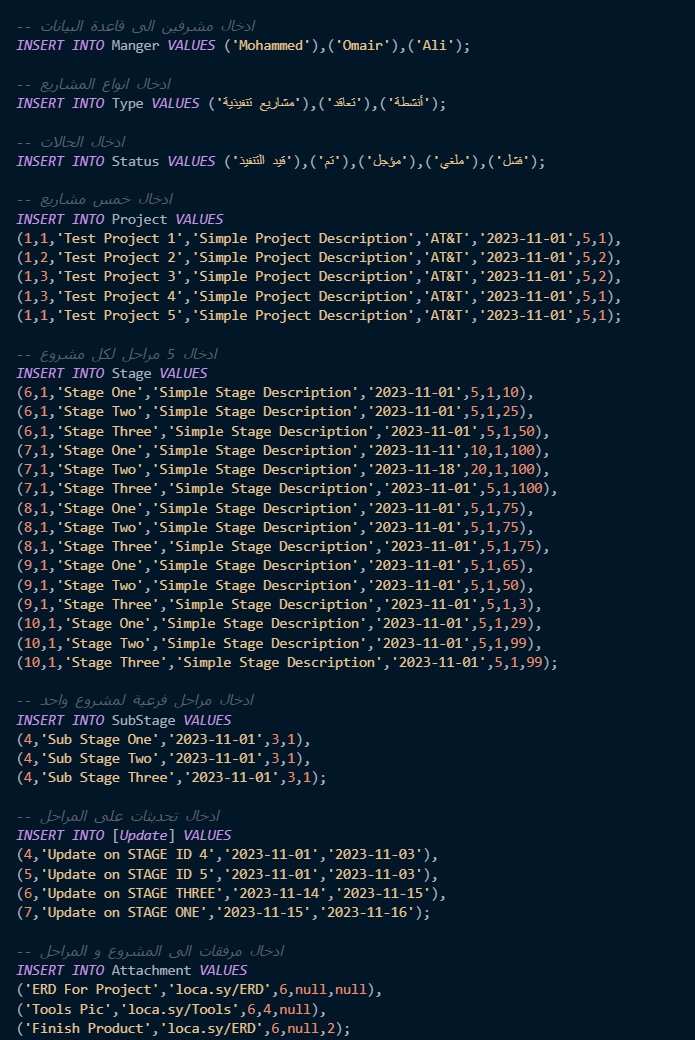 -- ادخال مشرفين الى قاعدة البيانات
INSERT INTO Manger VALUES ('Mohammed'),('Omair'),('Ali');
-- ادخال انواع المشاريع
INSERT INTO Type VALUES ('مشاريع تنفيذية'),('تعاقد'),('أنشطة');
-- ادخال الحالات
INSERT INTO Status VALUES ('قيد التنفيذ'),('تم'),('مؤجل'),('ملغي'),('فشل');
-- ادخال خمس مشاريع
INSERT INTO Project VALUES
(1,1,'Test Project 1','Simple Project Description','AT&T','2023-11-01',5,1),
(1,2,'Test Project 2','Simple Project Description','AT&T','2023-11-01',5,2),
(1,3,'Test Project 3','Simple Project Description','AT&T','2023-11-01',5,2),
(1,3,'Test Project 4','Simple Project Description','AT&T','2023-11-01',5,1),
(1,1,'Test Project 5','Simple Project Description','AT&T','2023-11-01',5,1);
-- ادخال 5 مراحل لكل مشروع
INSERT INTO Stage VALUES
(6,1,'Stage One','Simple Stage Description','2023-11-01',5,1,10),
(6,1,'Stage Two','Simple Stage Description','2023-11-01',5,1,25),
(6,1,'Stage Three','Simple Stage Description','2023-11-01',5,1,50),
(7,1,'Stage One','Simple Stage Description','2023-11-11',10,1,100),
(7,1,'Stage Two','Simple Stage Description','2023-11-18',20,1,100),
(7,1,'Stage Three','Simple Stage Description','2023-11-01',5,1,100),
(8,1,'Stage One','Simple Stage Description','2023-11-01',5,1,75),
(8,1,'Stage Two','Simple Stage Description','2023-11-01',5,1,75),
(8,1,'Stage Three','Simple Stage Description','2023-11-01',5,1,75),
(9,1,'Stage One','Simple Stage Description','2023-11-01',5,1,65),
(9,1,'Stage Two','Simple Stage Description','2023-11-01',5,1,50),
(9,1,'Stage Three','Simple Stage Description','2023-11-01',5,1,3),
(10,1,'Stage One','Simple Stage Description','2023-11-01',5,1,29),
(10,1,'Stage Two','Simple Stage Description','2023-11-01',5,1,99),
(10,1,'Stage Three','Simple Stage Description','2023-11-01',5,1,99);
-- ادخال مراحل فرعية لمشروع واحد
INSERT INTO SubStage VALUES
(4,'Sub Stage One','2023-11-01',3,1),
(4,'Sub Stage Two','2023-11-01',3,1),
(4,'Sub Stage Three','2023-11-01',3,1);
-- ادخال تحديثات على المراحل
INSERT INTO [Update] VALUES
(4,'Update on STAGE ID 4','2023-11-01','2023-11-03'),
(5,'Update on STAGE ID 5','2023-11-01','2023-11-03'),
(6,'Update on STAGE THREE','2023-11-14','2023-11-15'),
(7,'Update on STAGE ONE','2023-11-15','2023-11-16');
-- ادخال مرفقات الى المشروع و المراحل
INSERT INTO Attachment VALUES
('ERD For Project','loca.sy/ERD',6,null,null),
('Tools Pic','loca.sy/Tools',6,4,null),
('Finish Product','loca.sy/ERD',6,null,2);